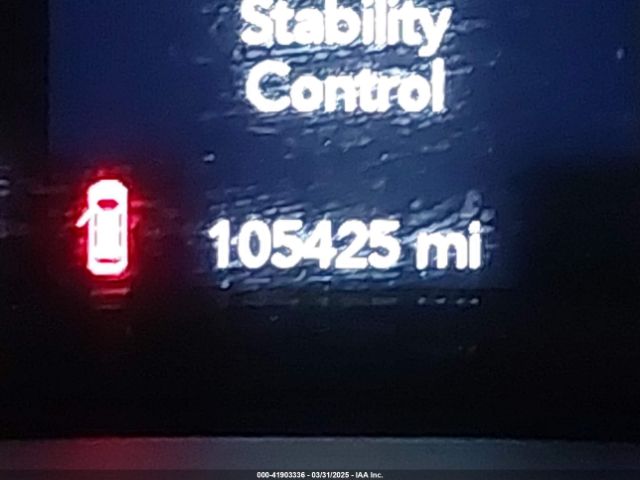 Stability
Control
105425 mi
000-41903336 - 03/31/2025 - IAA Inc.